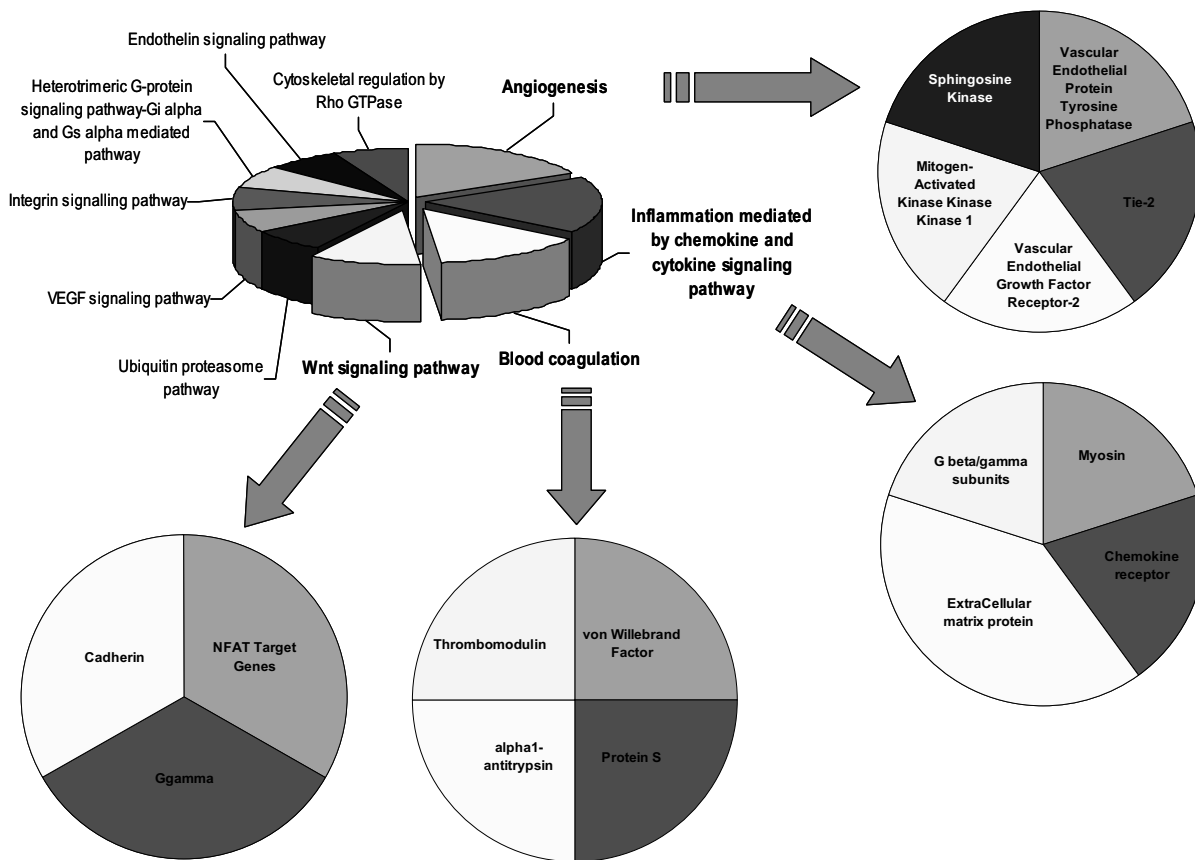 Endothelin signaling pathway
Heterotrimeric G-protein
signaling pathway-Gi alpha
and Gs alpha mediated
pathway
Cytoskeletal regulation by
Rho GTPase
Angiogenesis
Integrin signalling pathway
Inflammation mediated
by chemokine and
cytokine signaling
pathway
VEGF signaling pathway
Ubiquitin proteasome
pathway
Wnt signaling pathway
Blood coagulation
Sphingosine
Kinase
Vascular
Endothelial
Protein
Tyrosine
Phosphatase
Mitogen-
Activated
Kinase Kinase
Kinase 1
Tie-2
Vascular
Endothelial
Growth Factor
Receptor-2
G beta/gamma
subunits
Myosin
Chemokine
receptor
ExtraCellular
matrix protein
Cadherin
NFAT Target
Genes
Ggamma
Thrombomodulin
von Willebrand
Factor
alpha1-
antitrypsin
Protein S